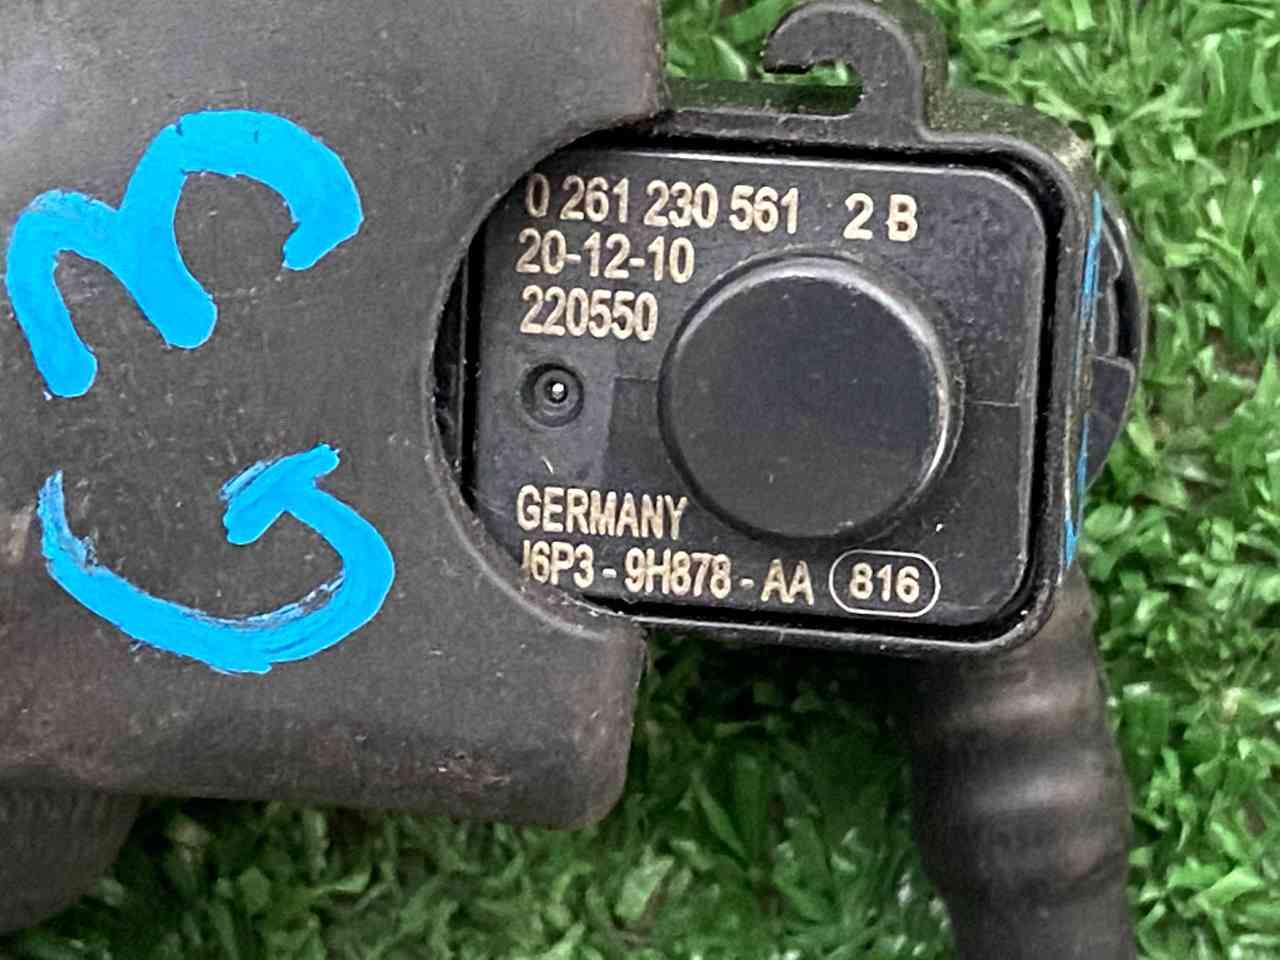 0 261 230 561 2 B
20-12-10
220550
GERMANY
J6P3 - 9H878 - AA 816